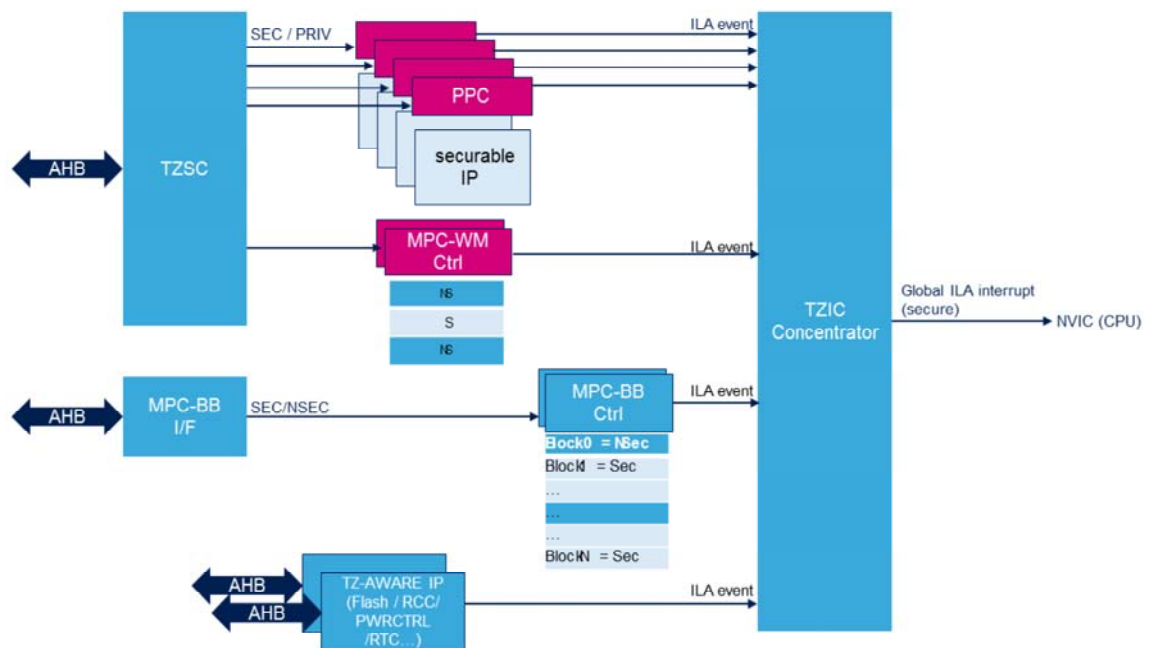 SEC / PRIV
ILA event
PPC
AHB
TZSC
securable
IP
MPC-WM
Ctrl
ILA event
NS
S
NS
TZIC
Concentrator
Global ILA interrupt
(secure)
NVIC (CPU)
AHB
MPC-BB
I/F
SEC/NSEC
MPC-BB
Ctrl
ILA event
Block0 = NSec
Block1 = Sec
...
...
...
BlockN = Sec
AHB
AHB
TZ-AWARE IP
(Flash / RCC/
PWRCTRL
/RTC...)
ILA event